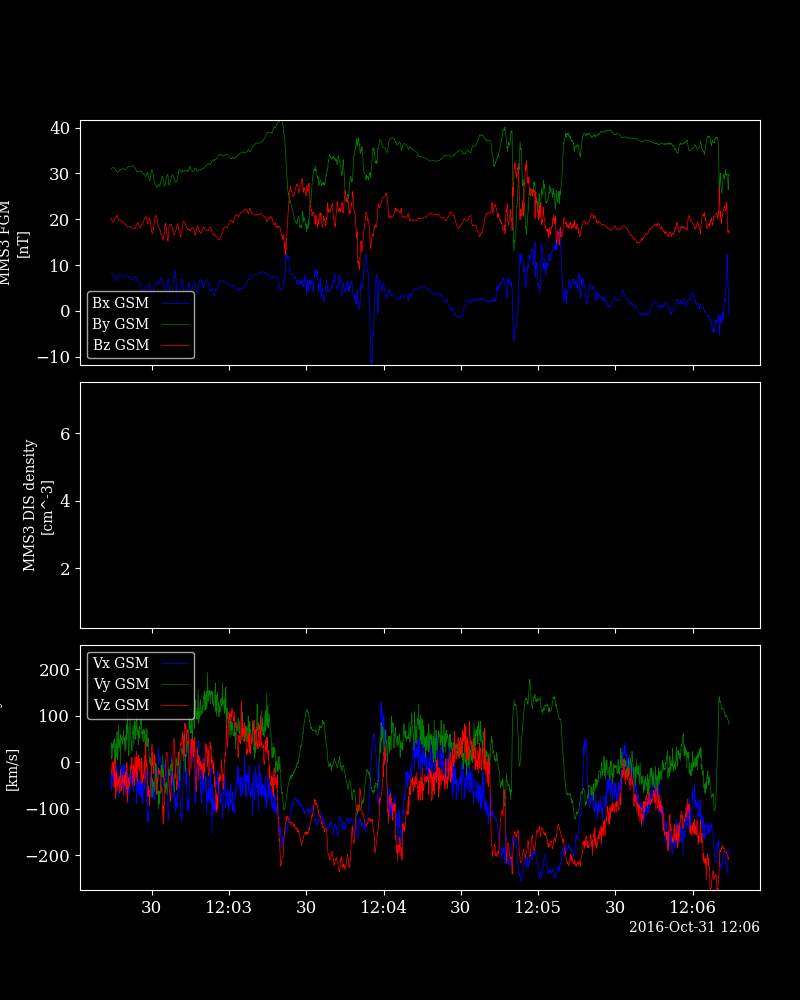 40
30
20
10
0
−10
MMS3 FGM
[nT]
Bx GSM
By GSM
Bz GSM
6
4
2
MMS3 DIS density
[cm^-3]
200
100
0
−100
−200
[km/s]
Vx GSM
Vy GSM
Vz GSM
30 12:03 30 12:04 30 12:05 30 12:06
2016-Oct-31 12:06